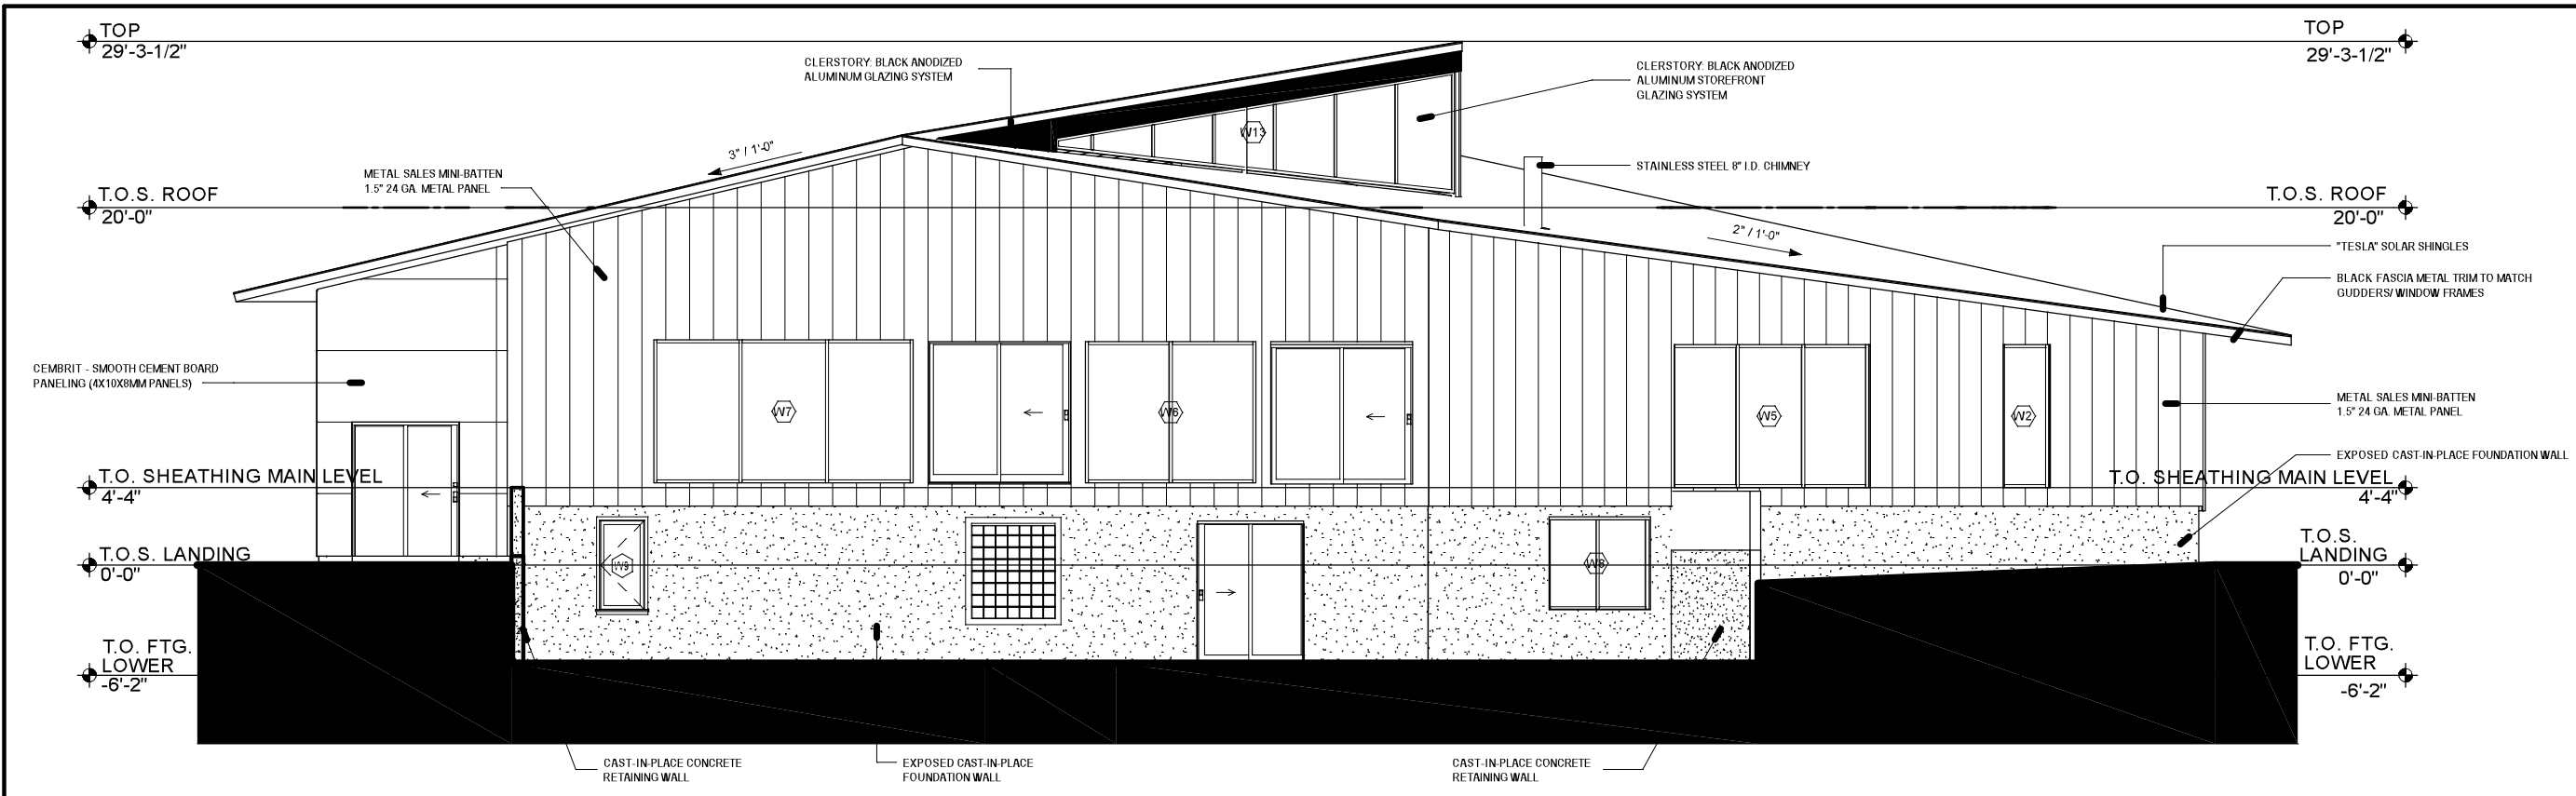 TOP
29'-3-1/2"
TOP
29'-3-1/2"
CLERSTORY: BLACK ANODIZED
ALUMINUM GLAZING SYSTEM
CLERSTORY: BLACK ANODIZED
ALUMINUM STOREFRONT
GLAZING SYSTEM
W13
3" / 1'-0"
METAL SALES MINI-BATTEN
1.5" 24 GA. METAL PANEL
STAINLESS STEEL 8" I.D. CHIMNEY
T.O.S. ROOF
20'-0"
T.O.S. ROOF
20'-0"
2" / 1'-0"
"TESLA" SOLAR SHINGLES
BLACK FASCIA METAL TRIM TO MATCH
GUDDERS/ WINDOW FRAMES
CEMBRIT - SMOOTH CEMENT BOARD
PANELING (4X10X8MM PANELS)
W7
W6
W5
W2
METAL SALES MINI-BATTEN
1.5" 24 GA. METAL PANEL
EXPOSED CAST-IN-PLACE FOUNDATION WALL
T.O. SHEATHING MAIN LEVEL
4'-4"
T.O. SHEATHING MAIN LEVEL
4'-4"
T.O.S. LANDING
0'-0"
W9
W8
T.O.S.
LANDING
0'-0"
T.O. FTG.
LOWER
-6'-2"
T.O. FTG.
LOWER
-6'-2"
CAST-IN-PLACE CONCRETE
RETAINING WALL
EXPOSED CAST-IN-PLACE
FOUNDATION WALL
CAST-IN-PLACE CONCRETE
RETAINING WALL